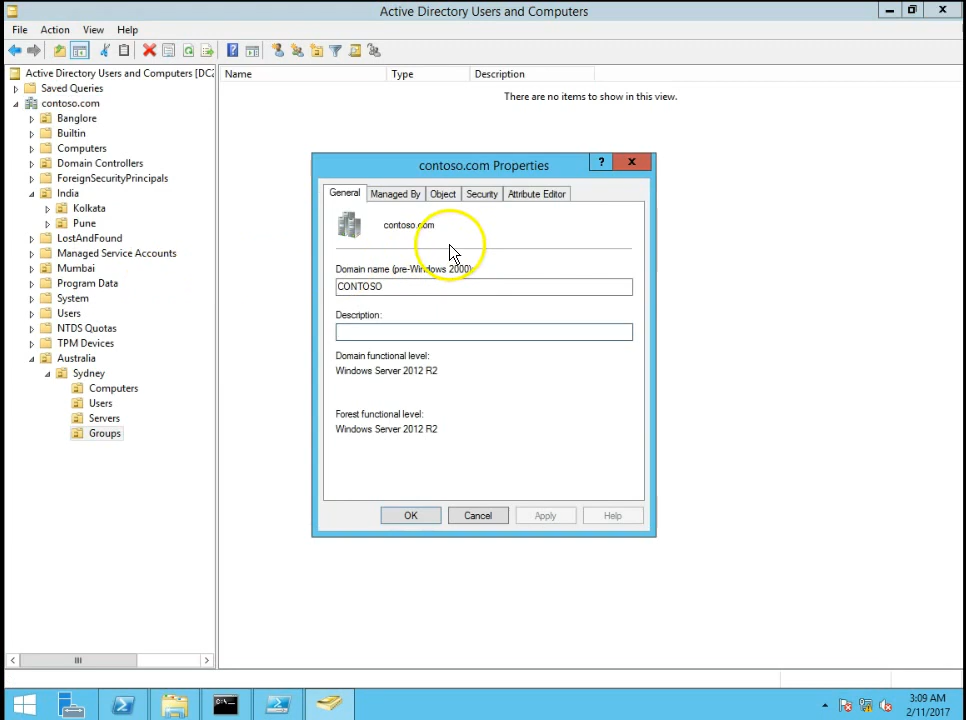 Active Directory Users and Computers
File Action View Help
Active Directory Users and Computers [DC2
Name Type Description
Saved Queries
There are no items to show in this view.
contoso.com
Banglore
Builtin
Computers
Domain Controllers
ForeignSecurityPrincipals
India
Kolkata
Pune
LostAndFound
Managed Service Accounts
Mumbai
Program Data
System
Users
NTDS Quotas
TPM Devices
Australia
Sydney
Computers
Users
Servers
Groups
contoso.com Properties
General Managed By Object Security Attribute Editor
contoso.com
Domain name (pre-Windows 2000):
CONTOSO
Description:
Domain functional level:
Windows Server 2012 R2
Forest functional level:
Windows Server 2012 R2
OK Cancel Apply Help
3:09 AM
2/11/2017